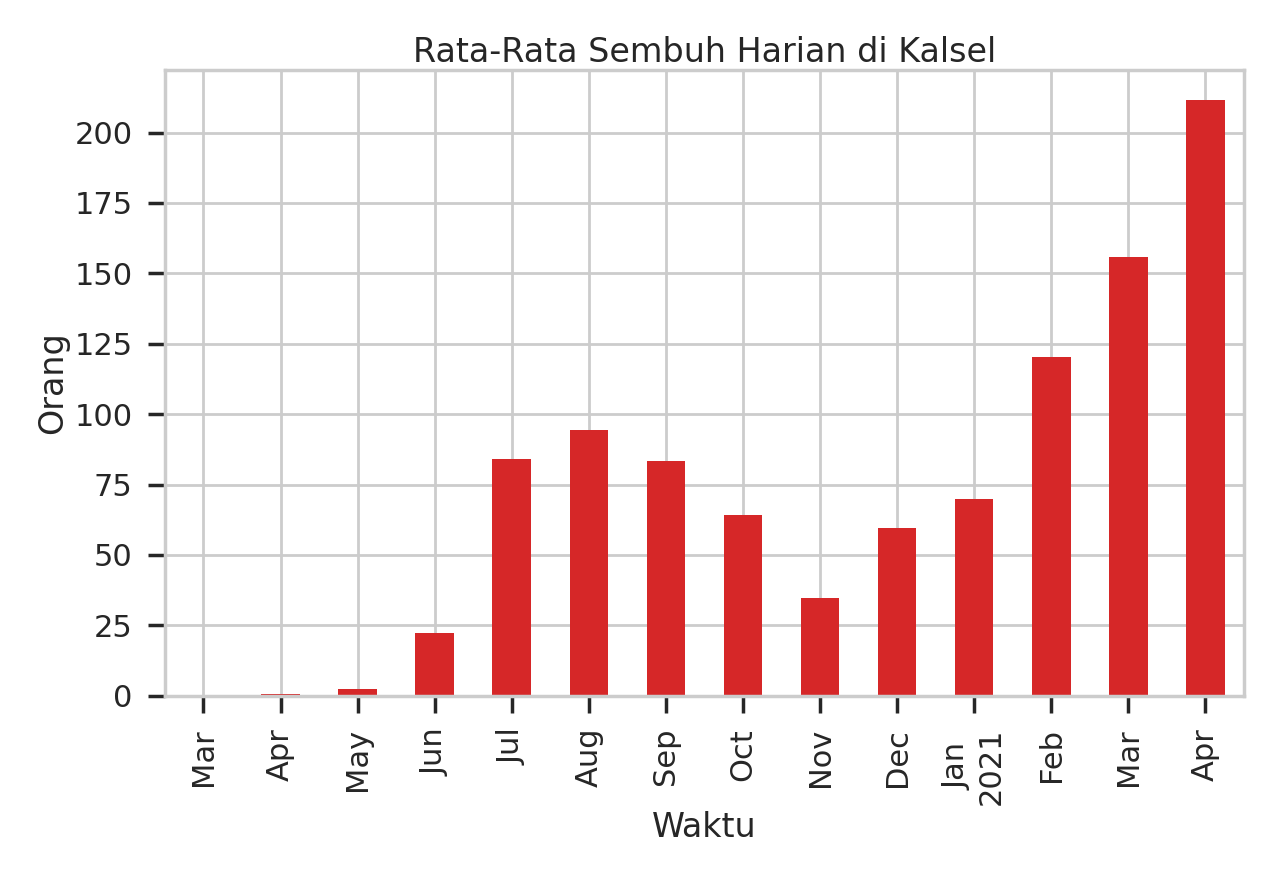 Rata-Rata Sembuh Harian di Kalsel
Orang
200
175
150
125
100
75
50
25
0
Mar
Apr
May
Jun
Jul
Aug
Sep
Oct
Nov
Dec
Jan
2021
Feb
Mar
Apr
Waktu